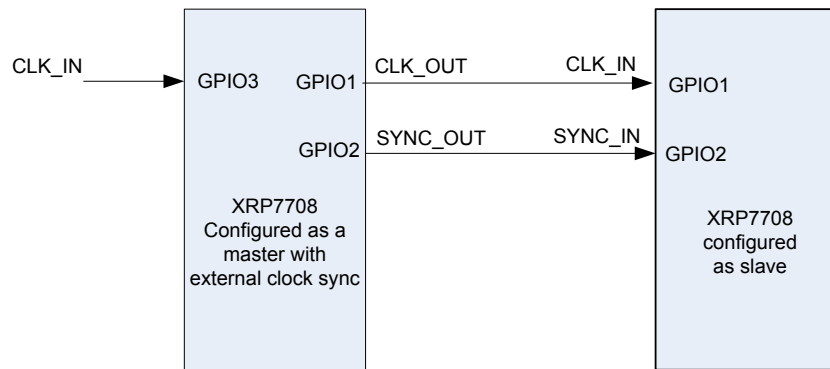 CLK_IN
GPIO3
GPIO1
CLK_OUT
CLK_IN
GPIO1
GPIO2
SYNC_OUT
SYNC_IN
GPIO2
XRP7708
Configured as a
master with
external clock sync
XRP7708
configured
as slave